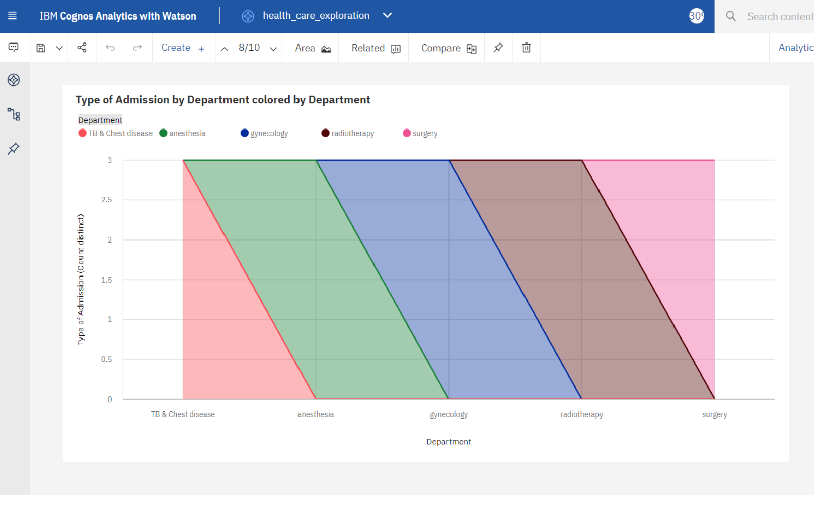 IBM Cognos Analytics with Watson
health_care_exploration
Search content
Create
8/10
Area
Related
Compare
Analytic
Type of Admission by Department colored by Department
Department
TB & Chest disease
anesthesia
gynecology
radiotherapy
surgery
Type of Admission (Count distinct)
3
2.5
2
1.5
1
0.5
0
TB & Chest disease
anesthesia
gynecology
radiotherapy
surgery
Department